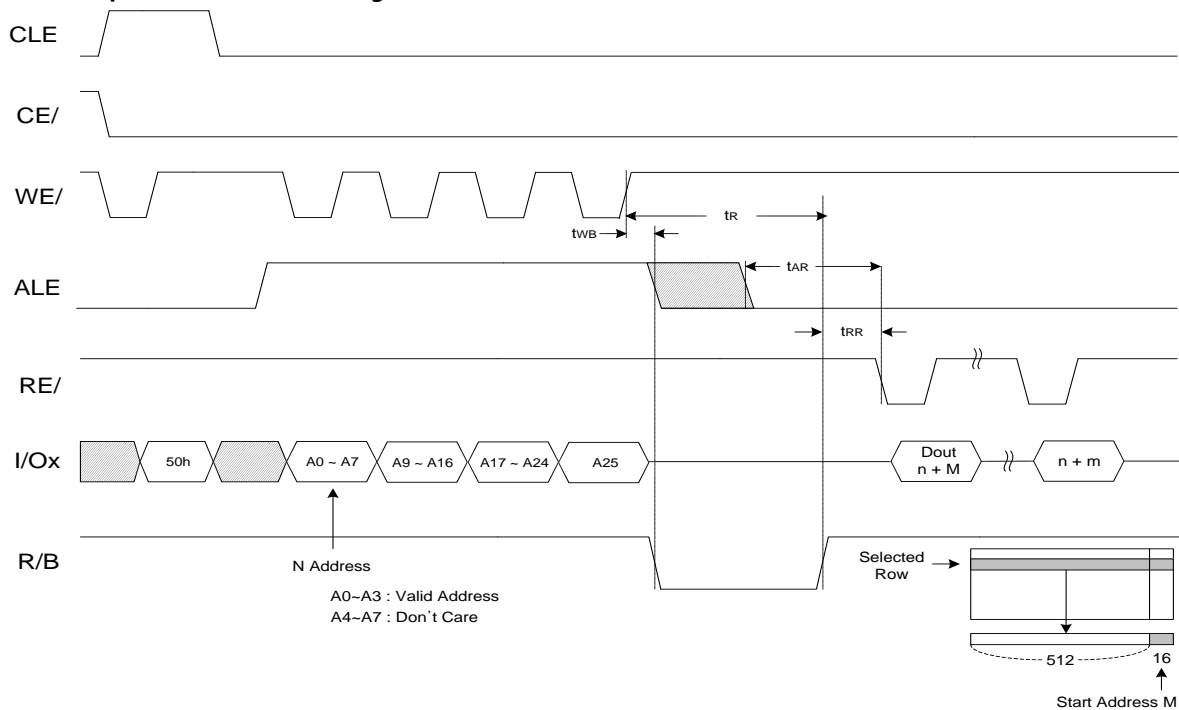 CLE
CE/
WE/
tR
tWB
ALE
tAR
tRR
RE/
I/Ox
50h
A0 ~ A7
A9 ~ A16
A17 ~ A24
A25
Dout
n + M
n + m
R/B
N Address
A0~A3 : Valid Address
A4~A7 : Don't Care
Selected
Row
512
16
Start Address M